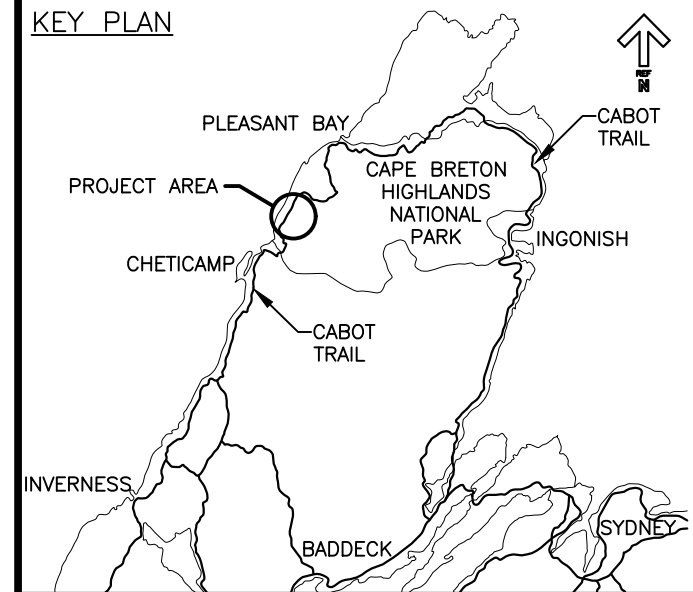 KEY PLAN
REF
N
PLEASANT BAY
CABOT
TRAIL
CAPE BRETON
HIGHLANDS
NATIONAL
PARK
PROJECT AREA
INGONISH
CHETICAMP
CABOT
TRAIL
INVERNESS
SYDNEY
BADDECK